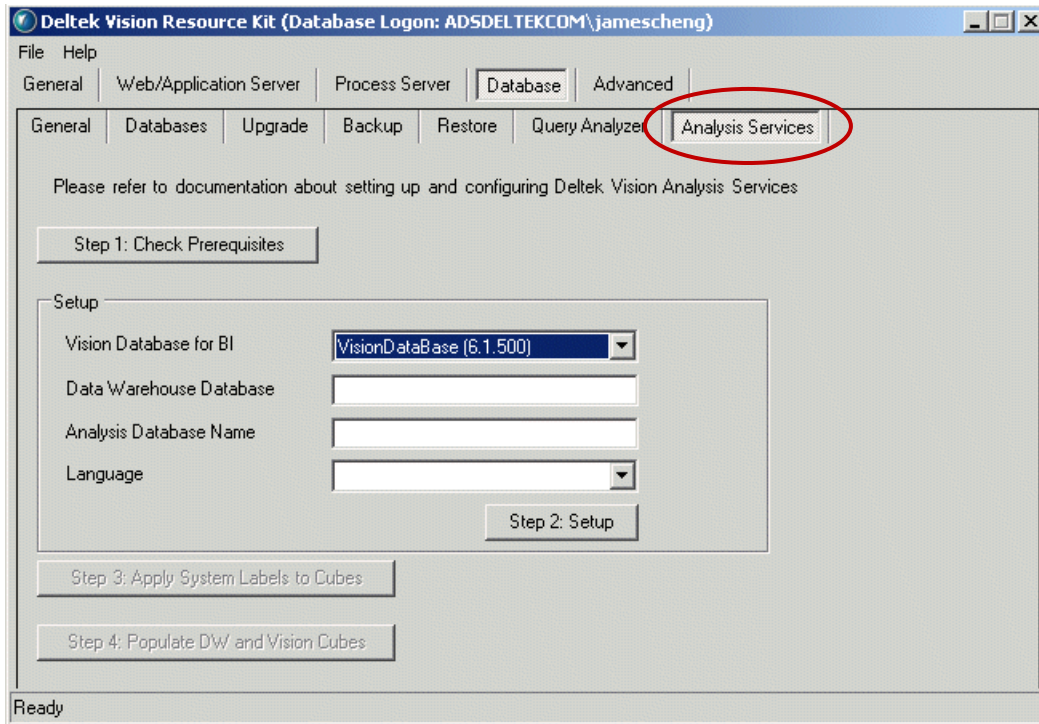 Deltek Vision Resource Kit (Database Logon: ADSDELTEKCOM\jamescheng)
File Help
General Web/Application Server Process Server Database Advanced
General Databases Upgrade Backup Restore Query Analyzer Analysis Services
Please refer to documentation about setting up and configuring Deltek Vision Analysis Services
Step 1: Check Prerequisites
Setup
Vision Database for BI VisionDataBase (6.1.500)
Data Warehouse Database
Analysis Database Name
Language
Step 2: Setup
Step 3: Apply System Labels to Cubes
Step 4: Populate DW and Vision Cubes
Ready